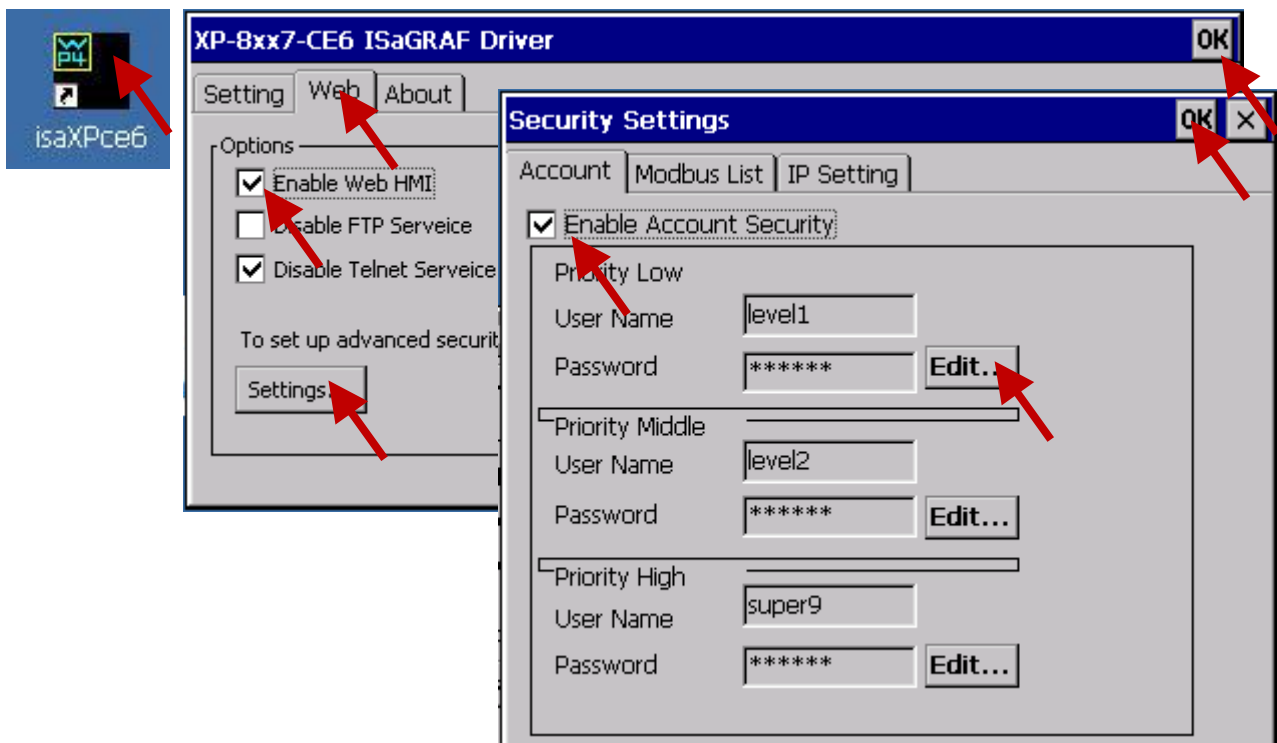 WP4
isaXPce6
XP-8xx7-CE6 ISaGRAF Driver OK
Setting Web About
Options
Enable Web HMI
Disable FTP Serveice
Disable Telnet Serveice
To set up advanced securit
Settings...
Security Settings OK ×
Account Modbus List IP Setting
Enable Account Security
Priority Low
User Name level1
Password ****** Edit...
Priority Middle
User Name level2
Password ****** Edit...
Priority High
User Name super9
Password ****** Edit...